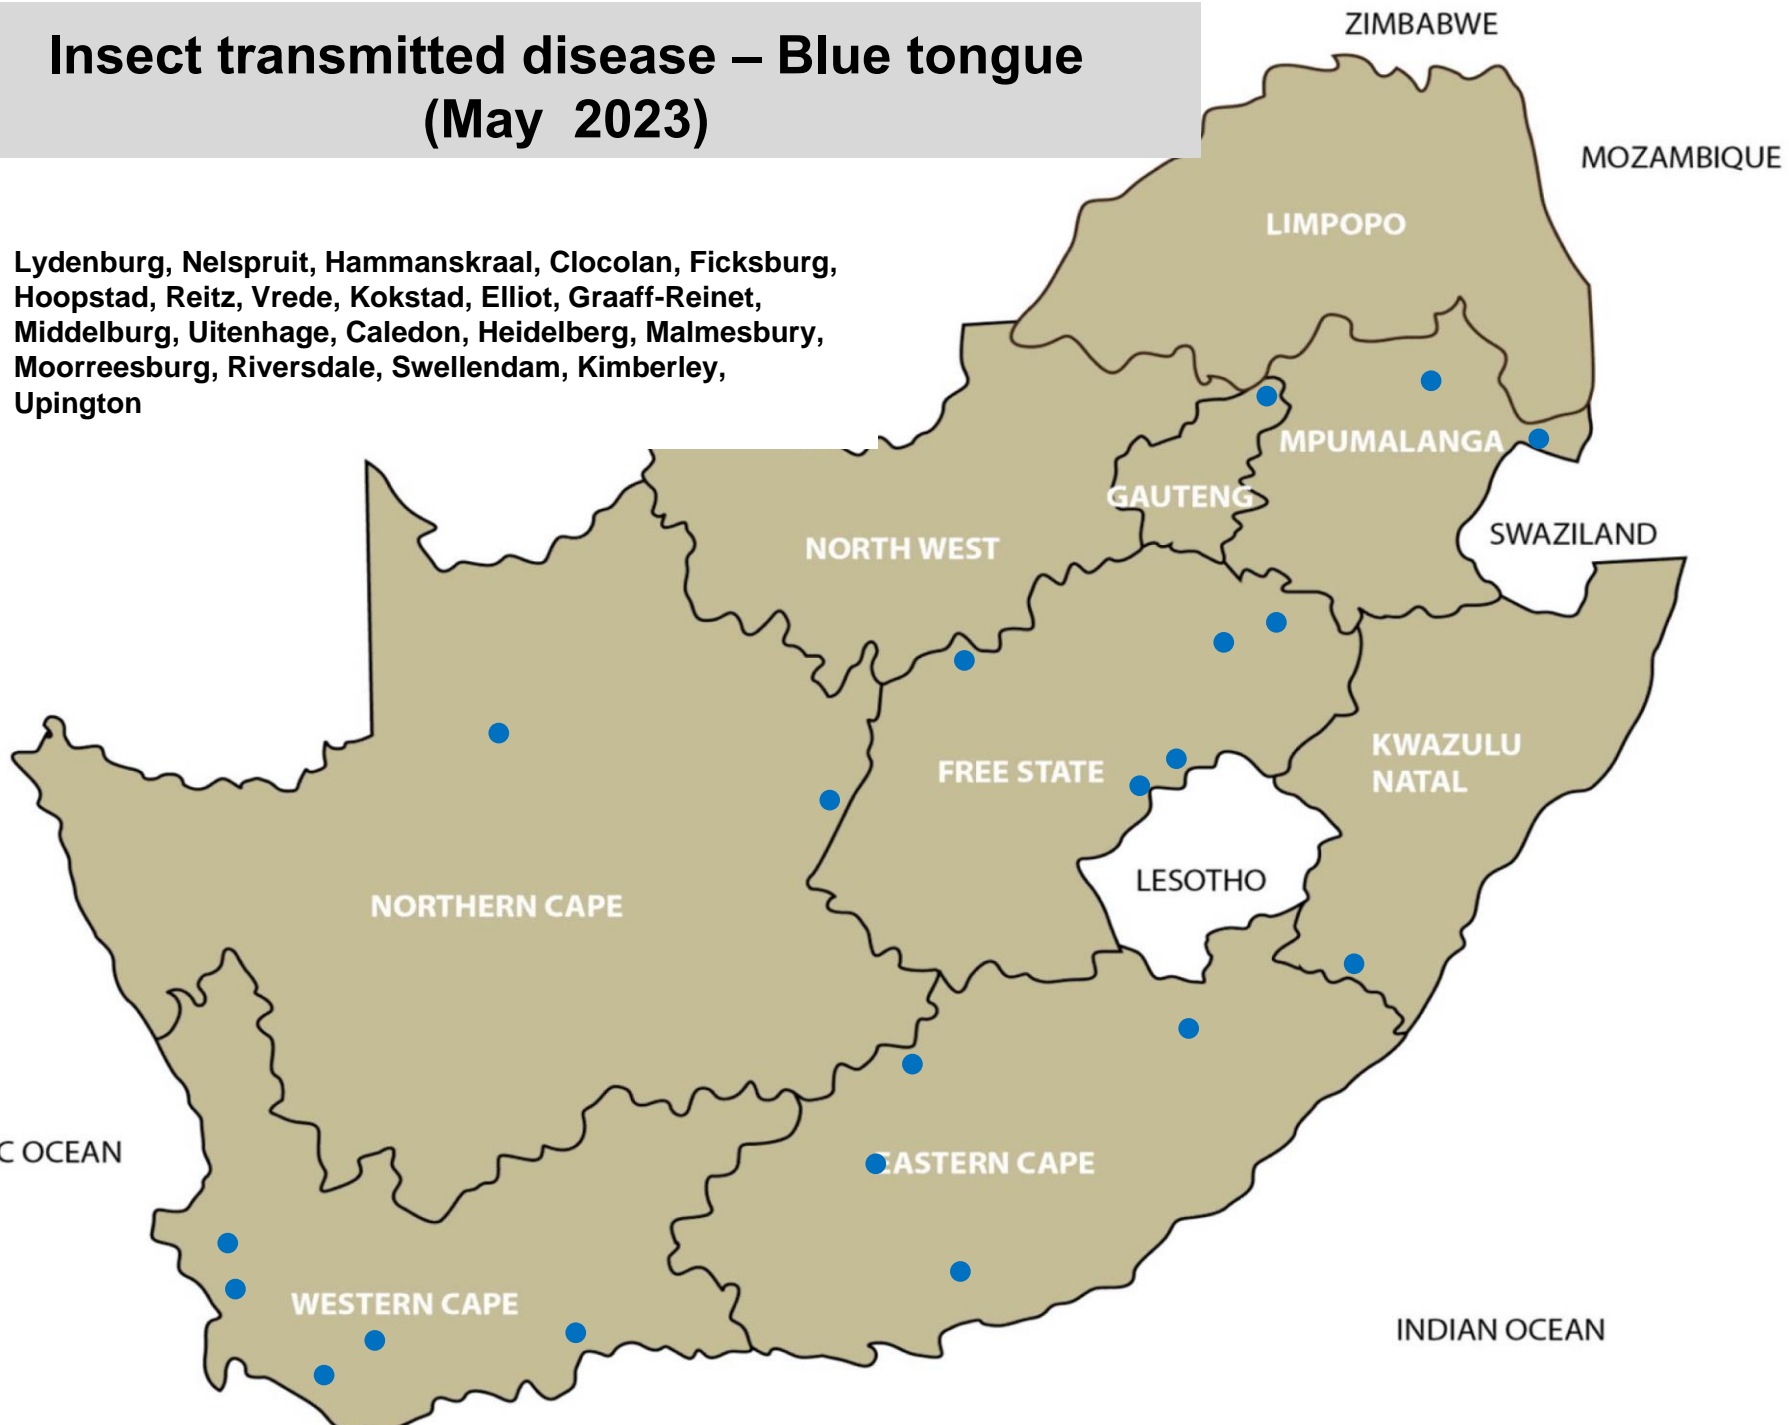 Insect transmitted disease – Blue tongue
(May 2023)
ZIMBABWE
MOZAMBIQUE
LIMPOPO
Lydenburg, Nelspruit, Hammanskraal, Clocolan, Ficksburg,
Hoopstad, Reitz, Vrede, Kokstad, Elliot, Graaff-Reinet,
Middelburg, Uitenhage, Caledon, Heidelberg, Malmesbury,
Moorreesburg, Riversdale, Swellendam, Kimberley,
Upington
MPUMALANGA
GAUTENG
SWAZILAND
NORTH WEST
KWAZULU
NATAL
FREE STATE
LESOTHO
NORTHERN CAPE
C OCEAN
EASTERN CAPE
WESTERN CAPE
INDIAN OCEAN